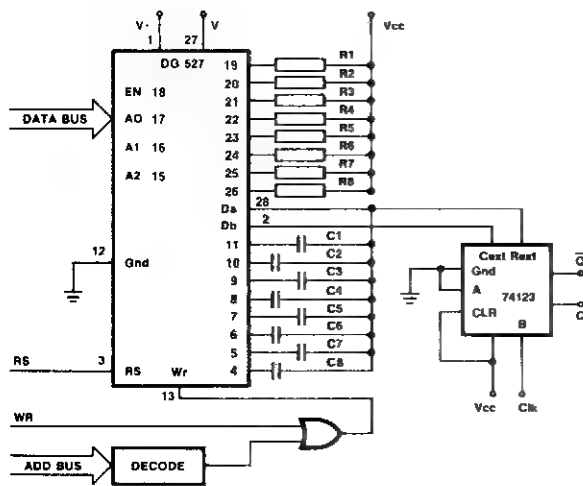 V-
V
Vcc
1
27
DG 527
19 R1
20 R2
EN 18
21 R3
DATA BUS
A0 17
22 R4
23 R5
A1 16
24 R6
A2 15
25 R7
26 R8
Da 28
Db 2
11 C1
12
Gnd
10 C2
9 C3
8 C4
7 C5
6 C6
5 C7
RS 3
RS
Wr
4 C8
13
Cext Rext
Gnd
A
74123
CLR
B
Q
Q
Vcc
Clk
WR
ADD BUS
DECODE